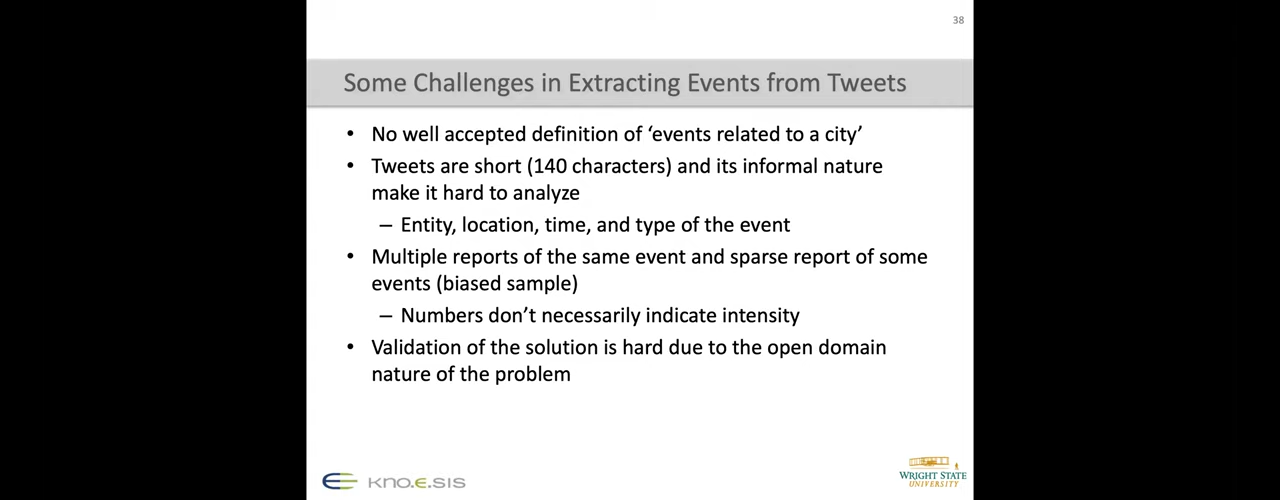 38
Some Challenges in Extracting Events from Tweets
• No well accepted definition of ‘events related to a city’
• Tweets are short (140 characters) and its informal nature
make it hard to analyze
– Entity, location, time, and type of the event
• Multiple reports of the same event and sparse report of some
events (biased sample)
– Numbers don’t necessarily indicate intensity
• Validation of the solution is hard due to the open domain
nature of the problem
kno.e.sis
WRIGHT STATE
UNIVERSITY